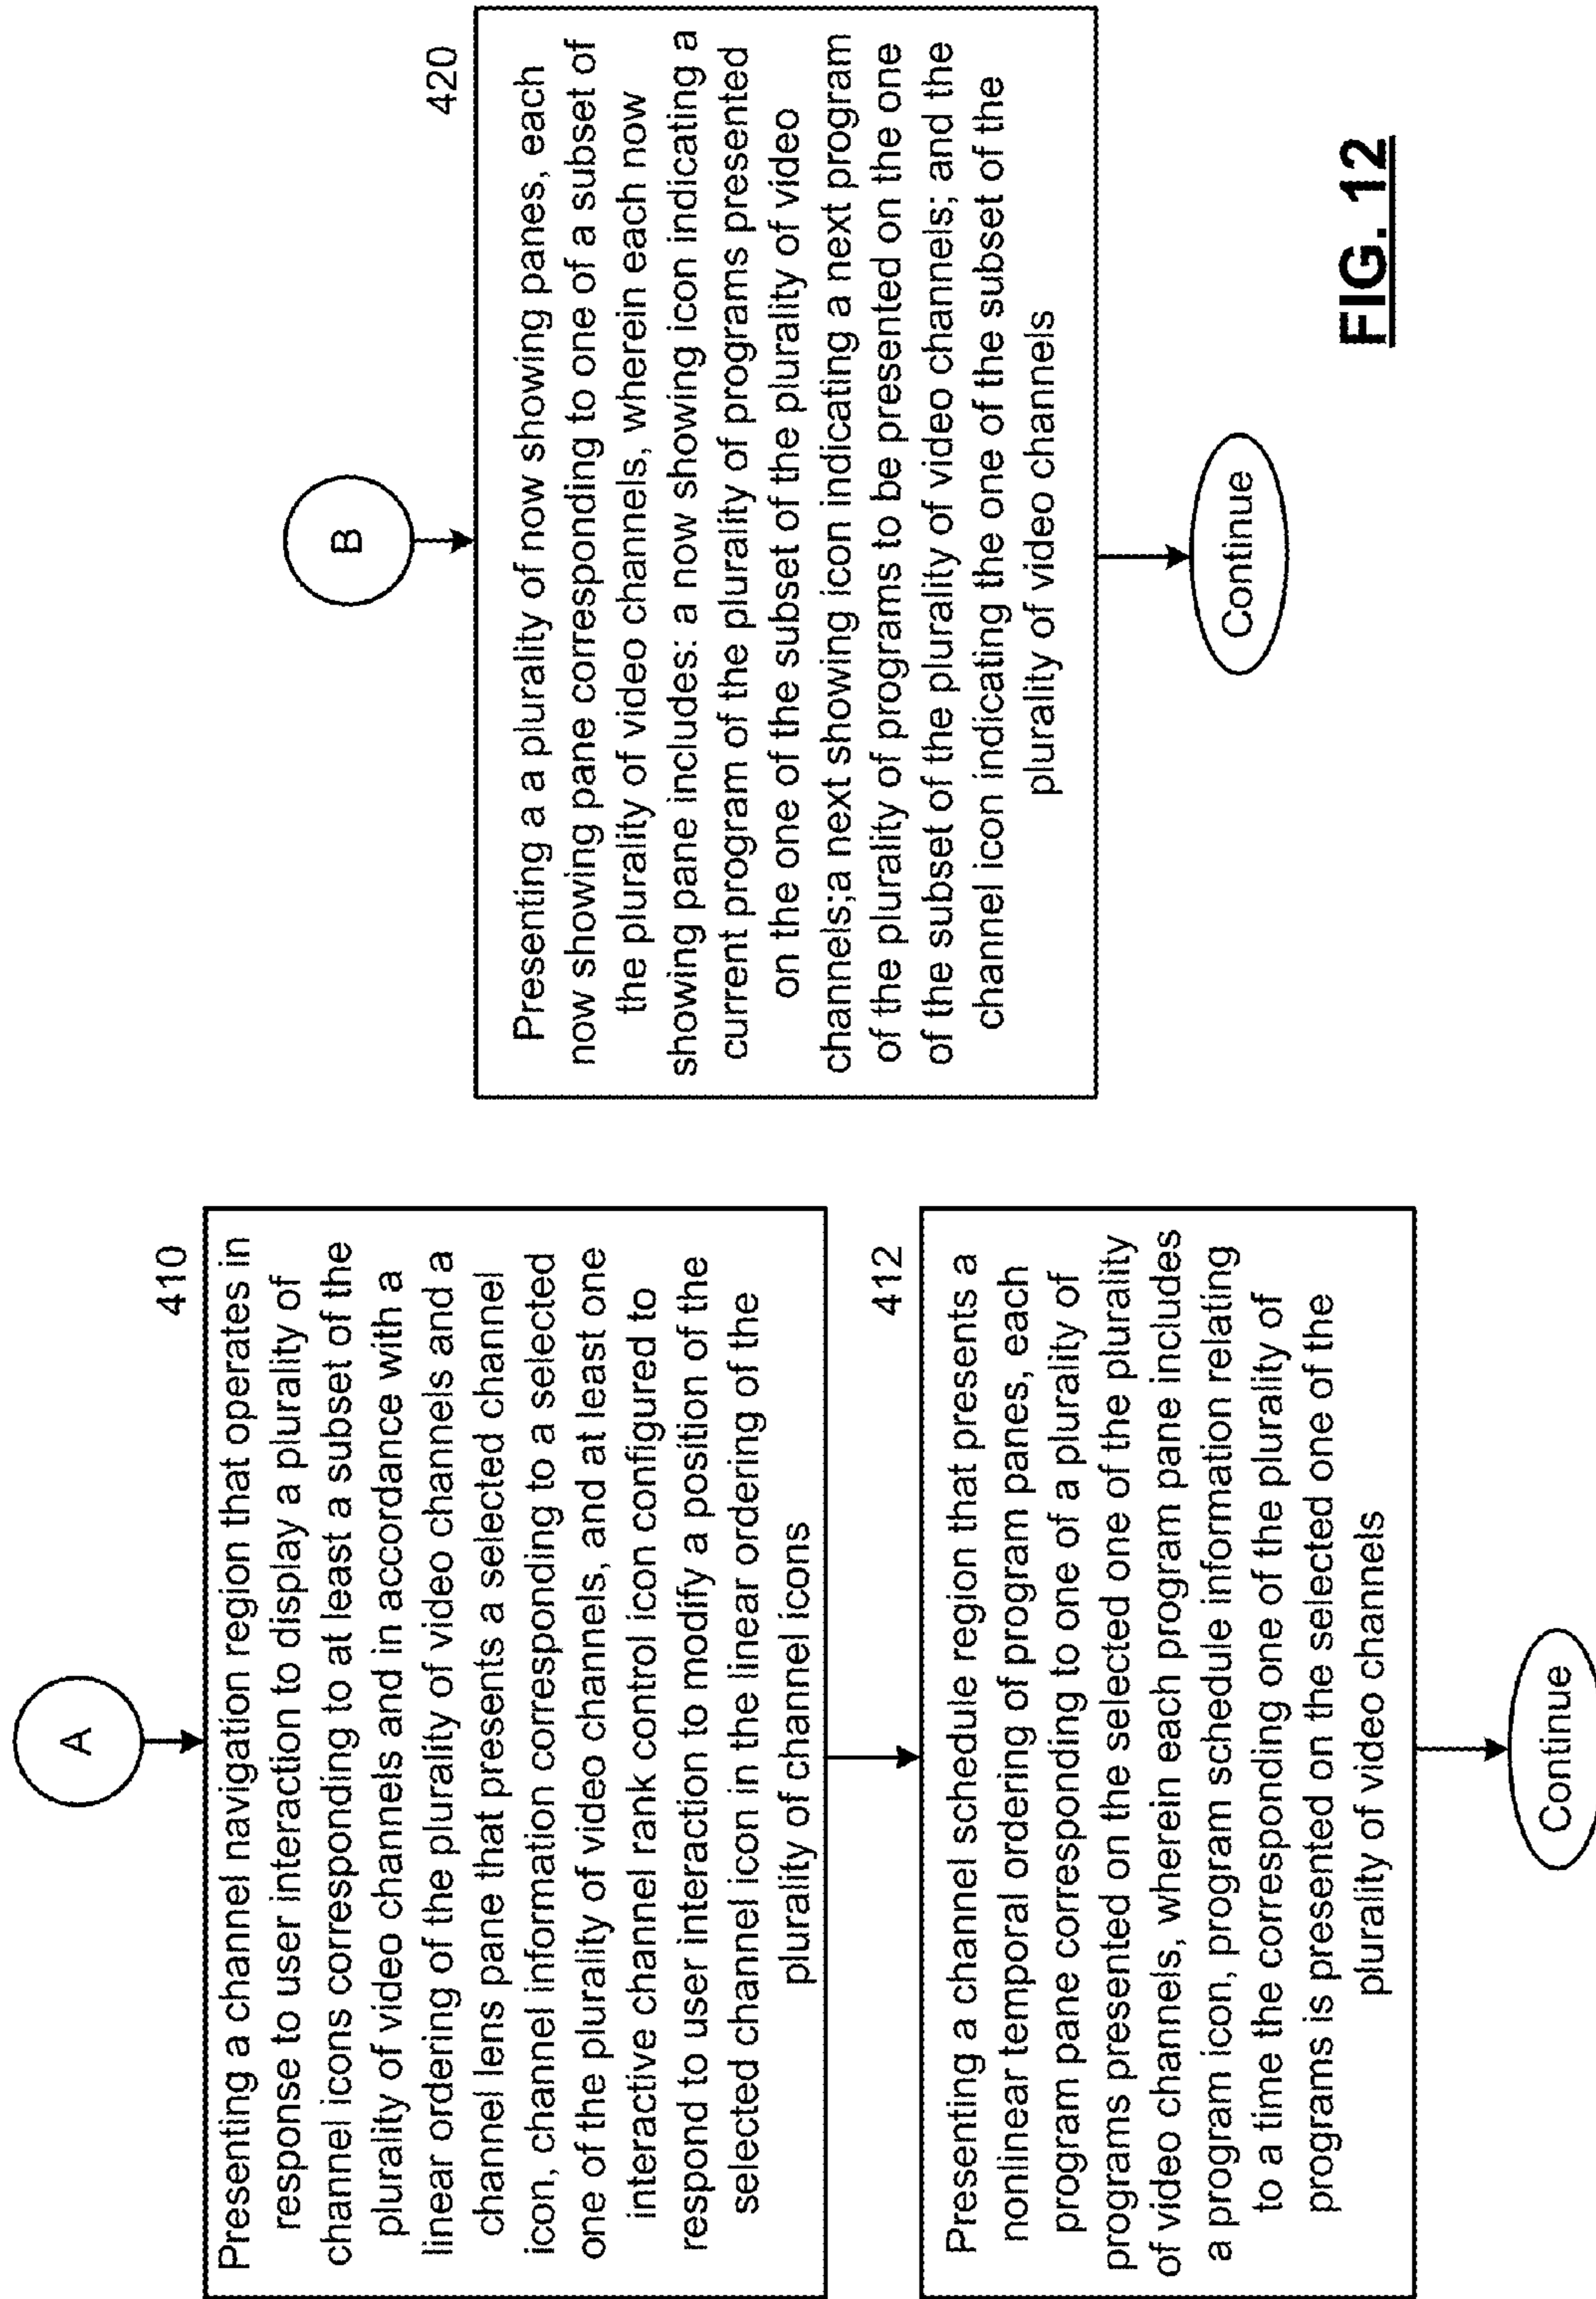 A
410
Presenting a channel navigation region that operates in
response to user interaction to display a plurality of
channel icons corresponding to at least a subset of the
plurality of video channels and in accordance with a
linear ordering of the plurality of video channels and a
channel lens pane that presents a selected channel
icon, channel information corresponding to a selected
one of the plurality of video channels, and at least one
interactive channel rank control icon configured to
respond to user interaction to modify a position of the
selected channel icon in the linear ordering of the
plurality of channel icons
412
Presenting a channel schedule region that presents a
nonlinear temporal ordering of program panes, each
program pane corresponding to one of a plurality of
programs presented on the selected one of the plurality
of video channels, wherein each program pane includes
a program icon, program schedule information relating
to a time the corresponding one of the plurality of
programs is presented on the selected one of the
plurality of video channels
Continue
B
420
Presenting a a plurality of now showing panes, each
now showing pane corresponding to one of a subset of
the plurality of video channels, wherein each now
showing pane includes: a now showing icon indicating a
current program of the plurality of programs presented
on the one of the subset of the plurality of video
channels;a next showing icon indicating a next program
of the plurality of programs to be presented on the one
of the subset of the plurality of video channels; and the
channel icon indicating the one of the subset of the
plurality of video channels
Continue
FIG. 12